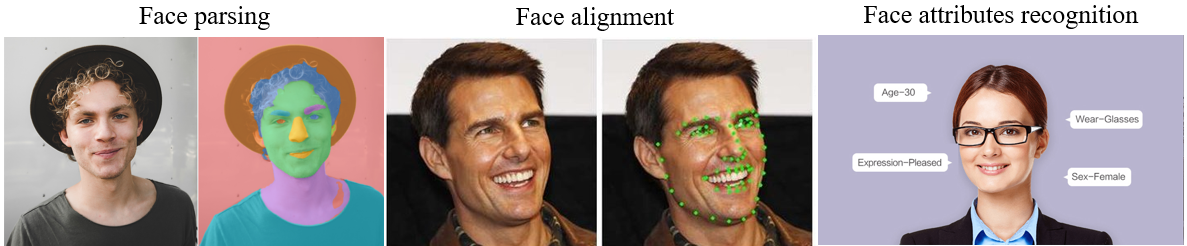 Face parsing
Face alignment
Face attributes recognition
Age-30
Wear-Glasses
Expression-Pleased
Sex-Female